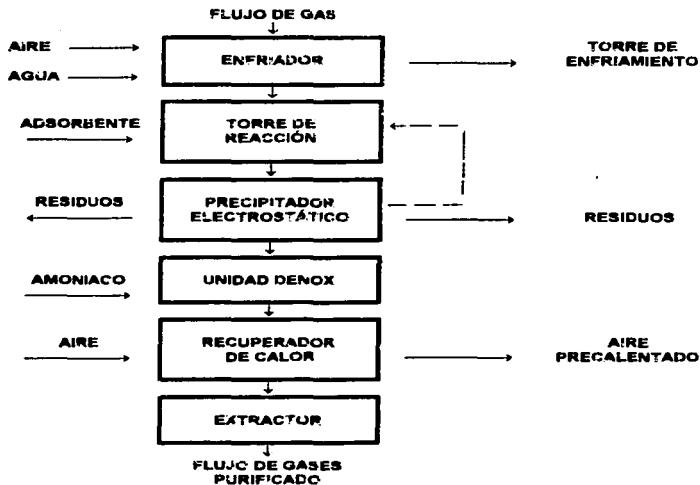 FLUJO DE GAS
AIRE
AGUA
ENFRIADOR
TORRE DE
ENFRIAMIENTO
ADSORBENTE
TORRE DE
REACCIÓN
RESIDUOS
PRECIPITADOR
ELECTROSTÁTICO
RESIDUOS
AMONIACO
UNIDAD DENOX
AIRE
RECUPERADOR
DE CALOR
AIRE
PRECALENTADO
EXTRACTOR
FLUJO DE GASES
PURIFICADO